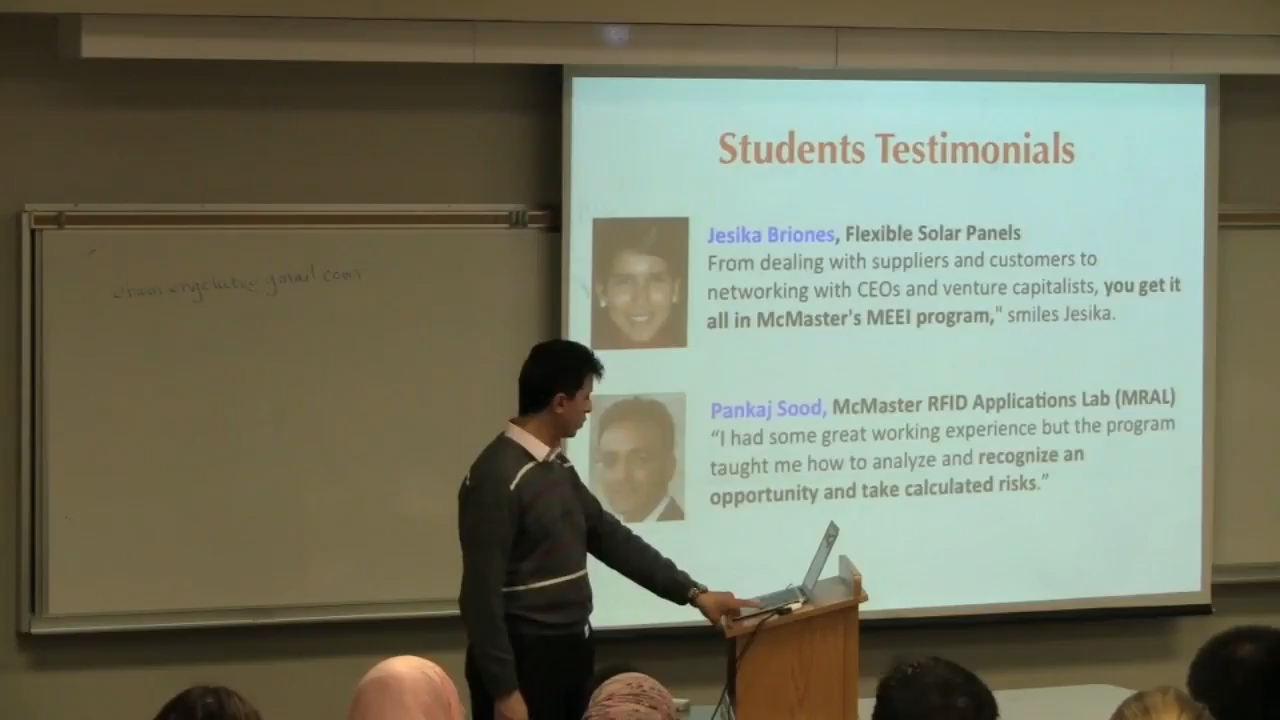 Students Testimonials
Jesika Briones, Flexible Solar Panels
From dealing with suppliers and customers to
networking with CEOs and venture capitalists, you get it
all in McMaster's MEEI program," smiles Jesika.
Pankaj Sood, McMaster RFID Applications Lab (MRAL)
“I had some great working experience but the program
taught me how to analyze and recognize an
opportunity and take calculated risks.”
gmail com